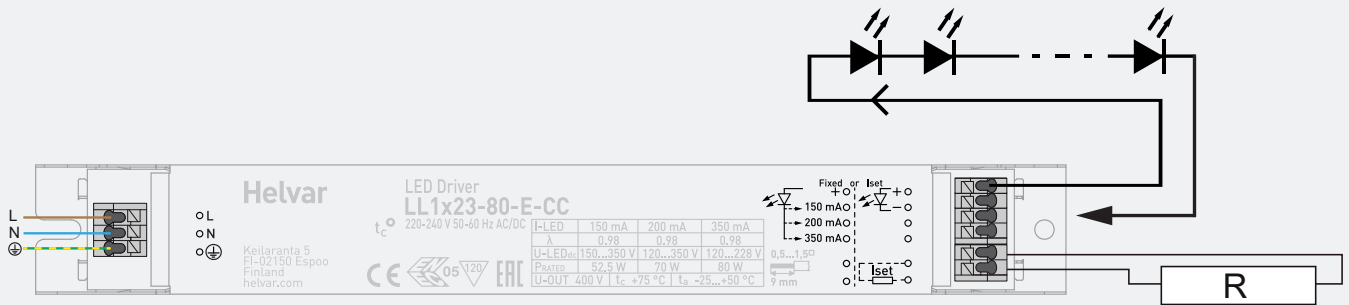 L
N
L
N
Helvar
Keilaranta 5
FI-02150 Espoo
Finland
helvar.com
LED Driver
LL1x23-80-E-CC
220-240 V 50-60 Hz AC/DC
tc°
CE
05
120
EAC
I-LED 150 mA 200 mA 350 mA
λ 0.98 0.98 0.98
U-LEDdc 150...350 V 120...350 V 120...228 V
PRATED 52,5 W 70 W 80 W
U-OUT 400 V tc +75 °C ta -25...+50 °C
0,5...1,5
9 mm
Fixed or Iset
+ +
150 mA -
200 mA
350 mA
Iset
R